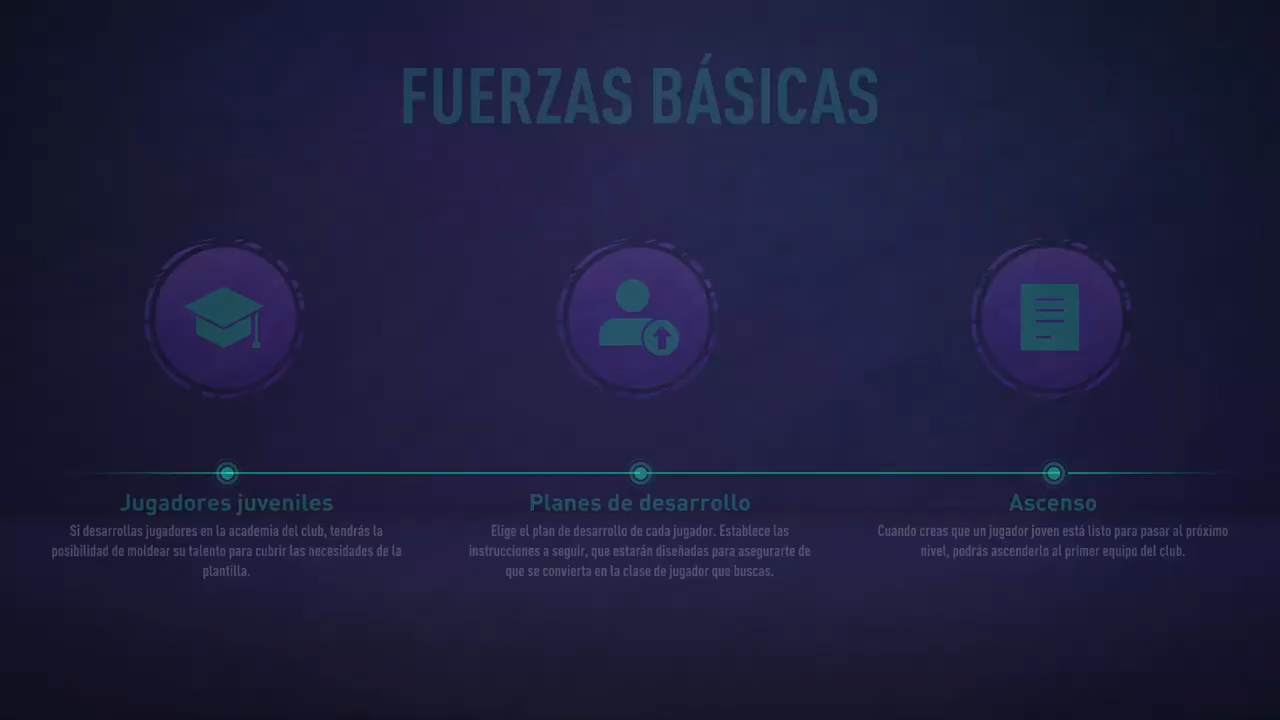 FUERZAS BÁSICAS
Jugadores juveniles
Si desarrollas jugadores en la academia del club, tendrás la
posibilidad de moldear su talento para cubrir las necesidades de la
plantilla.
Planes de desarrollo
Elige el plan de desarrollo de cada jugador. Establece las
instrucciones a seguir, que estarán diseñadas para asegurarte de
que se convierta en la clase de jugador que buscas.
Ascenso
Cuando creas que un jugador joven está listo para pasar al próximo
nivel, podrás ascenderlo al primer equipo del club.